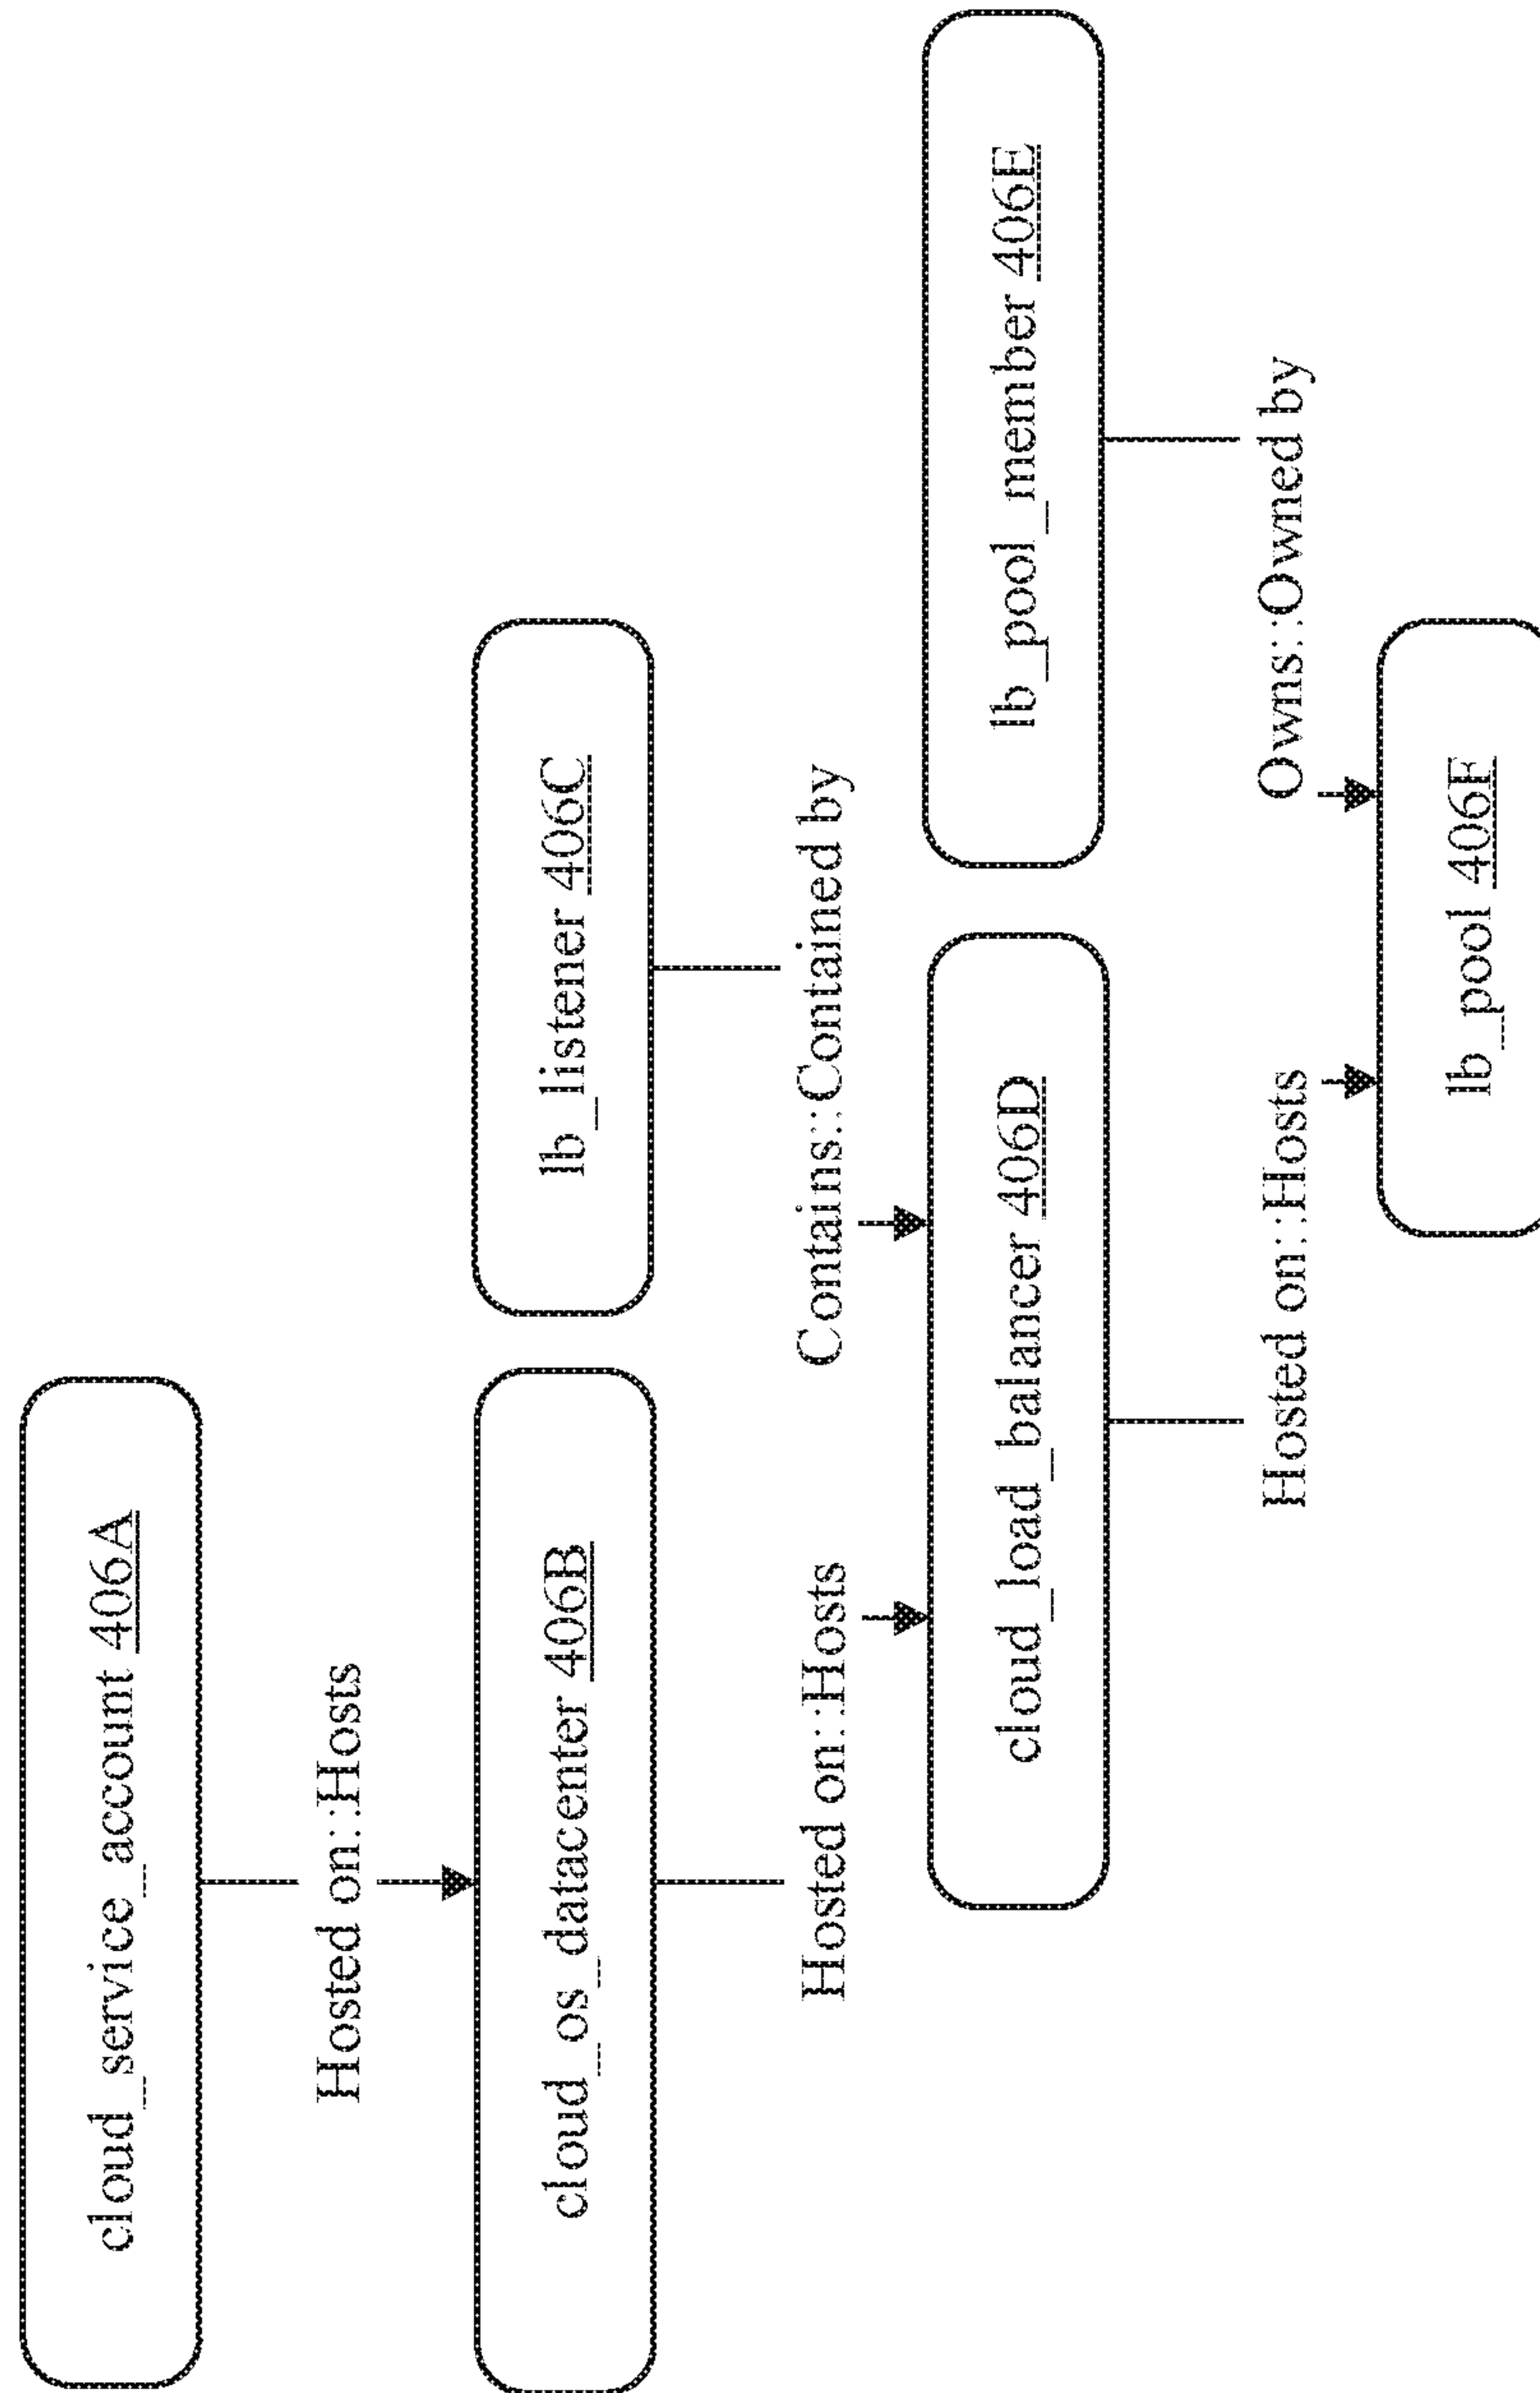 cloud_service_account 406A
Hosted on::Hosts
cloud_os_datacenter 406B
lb_listener 406C
Hosted on::Hosts
Contains::Contained by
cloud_load_balancer 406D
lb_pool_member 406E
Hosted on::Hosts
Owns::Owned by
lb_pool 406F